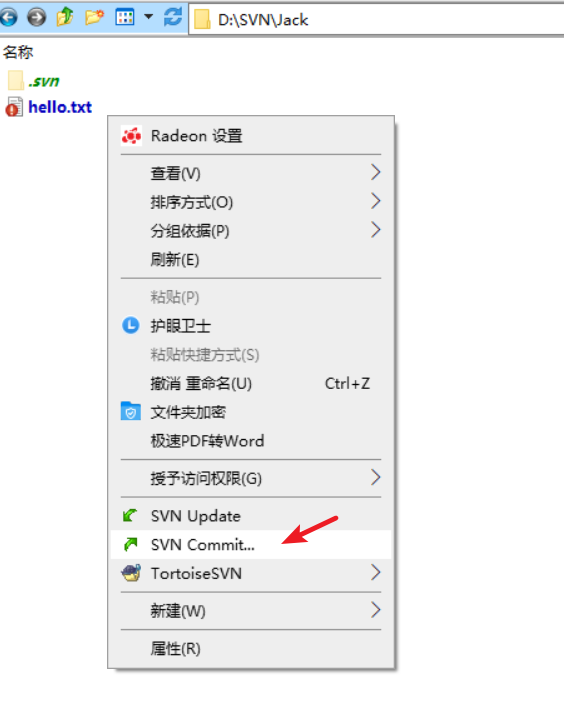 D:\SVN\Jack
名称
.svn
hello.txt
Radeon 设置
查看(V)
排序方式(O)
分组依据(P)
刷新(E)
粘贴(P)
护眼卫士
粘贴快捷方式(S)
撤消 重命名(U) Ctrl+Z
文件夹加密
极速PDF转Word
授予访问权限(G)
SVN Update
SVN Commit...
TortoiseSVN
新建(W)
属性(R)